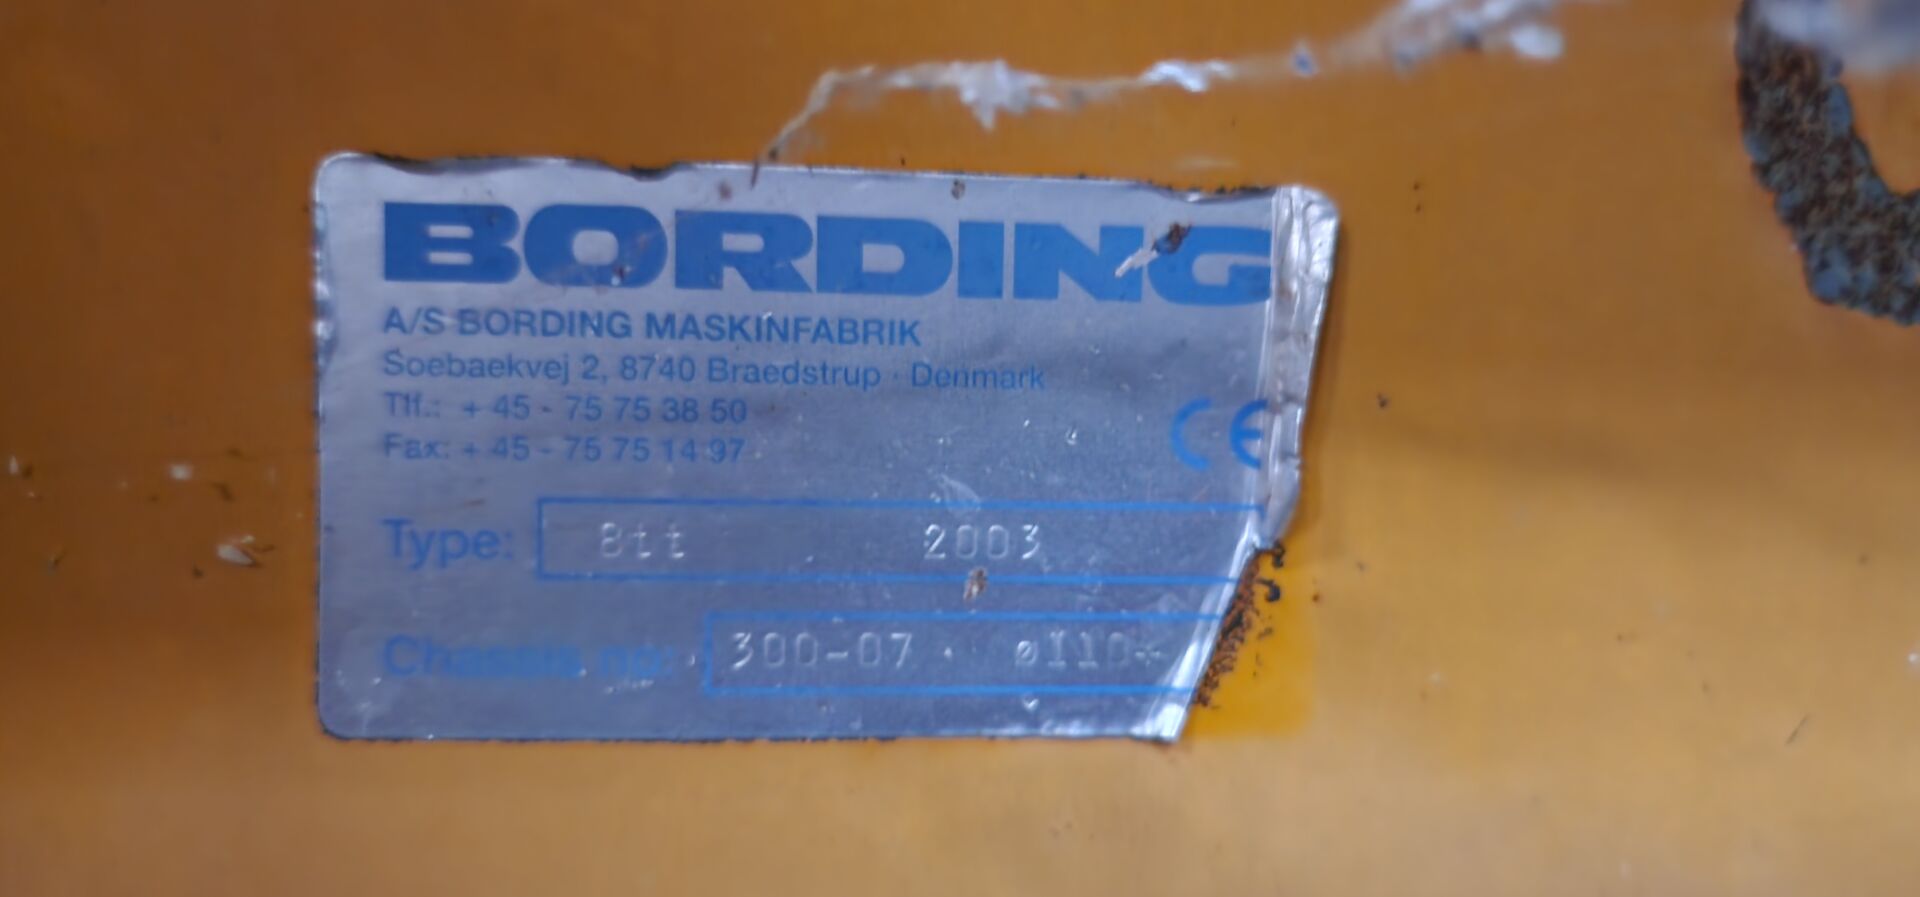 BORDING
A/S BORDING MASKINFABRIK
Soebaekvej 2, 8740 Braedstrup · Denmark
Tlf.: + 45 - 75 75 38 50
Fax: + 45 - 75 75 14 97
CE
Type: 8tt 2003
Chassis no: 300-07 ø110*